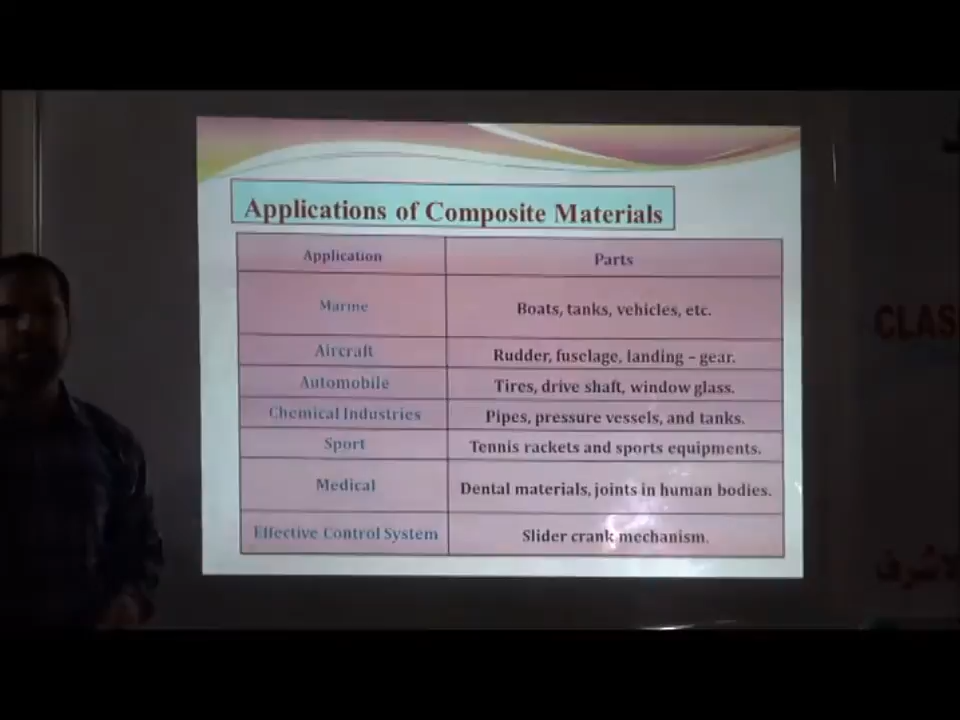 Applications of Composite Materials
Application Parts
Marine Boats, tanks, vehicles, etc.
Aircraft Rudder, fuselage, landing – gear.
Automobile Tires, drive shaft, window glass.
Chemical Industries Pipes, pressure vessels, and tanks.
Sport Tennis rackets and sports equipments.
Medical Dental materials, joints in human bodies.
Effective Control System Slider crank mechanism.
CLAS